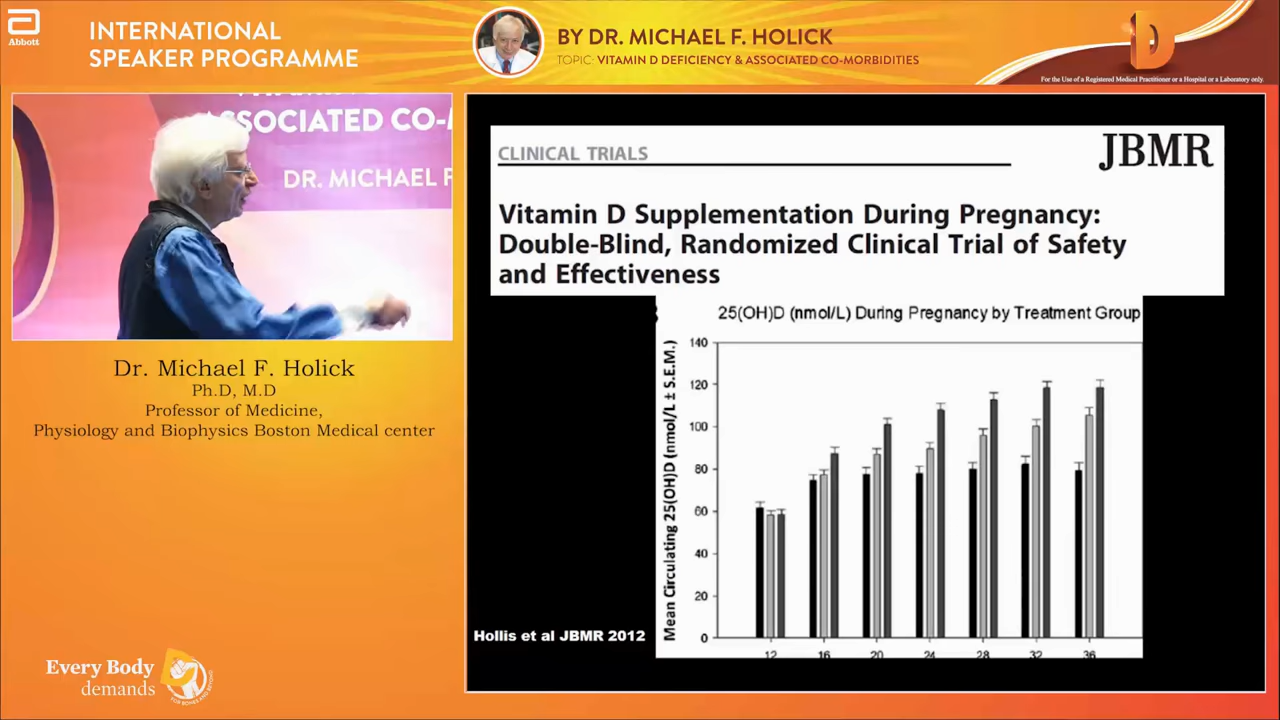 Abbott
INTERNATIONAL
SPEAKER PROGRAMME
BY DR. MICHAEL F. HOLICK
TOPIC: VITAMIN D DEFICIENCY & ASSOCIATED CO-MORBIDITIES
D
For the Use of a Registered Medical Practitioner or a Hospital or a Laboratory only.
SSOCIATED CO-
DR. MICHAEL F
Dr. Michael F. Holick
Ph.D, M.D
Professor of Medicine,
Physiology and Biophysics Boston Medical center
Every Body
demands
FOR BONES AND BEYOND
CLINICAL TRIALS
JBMR
Vitamin D Supplementation During Pregnancy:
Double-Blind, Randomized Clinical Trial of Safety
and Effectiveness
25(OH)D (nmol/L) During Pregnancy by Treatment Group
Mean Circulating 25(OH)D (nmol/L ± S.E.M.)
140
120
100
80
60
40
20
0
12 16 20 24 28 32 36
Hollis et al JBMR 2012